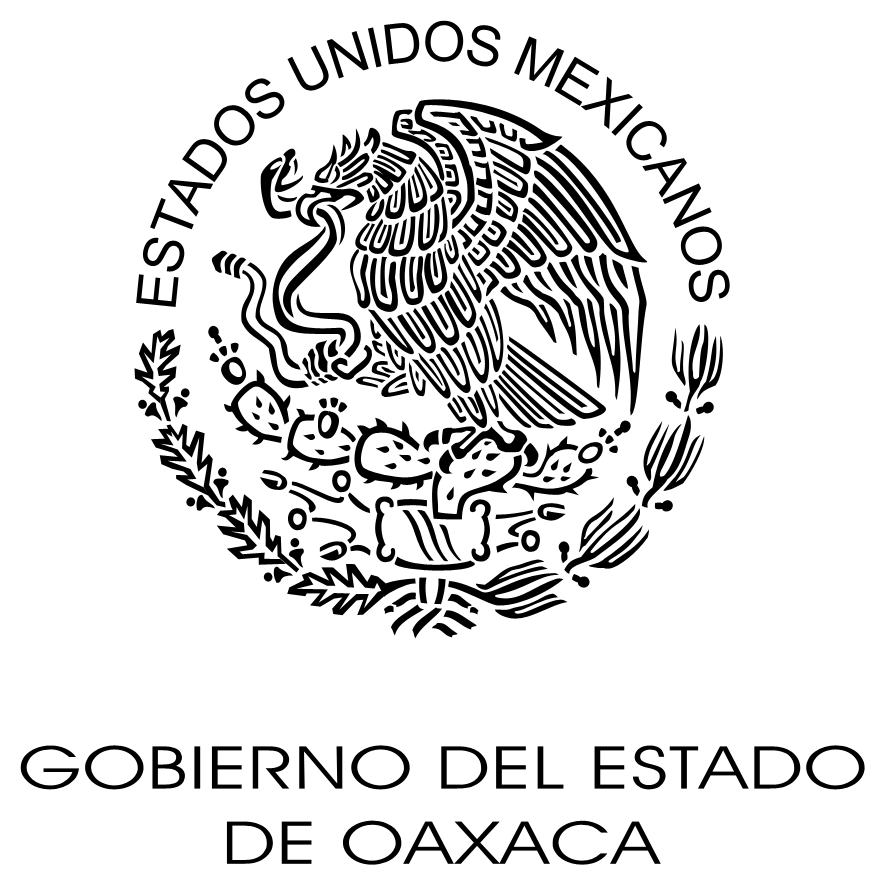 ESTADOS UNIDOS MEXICANOS
GOBIERNO DEL ESTADO
DE OAXACA